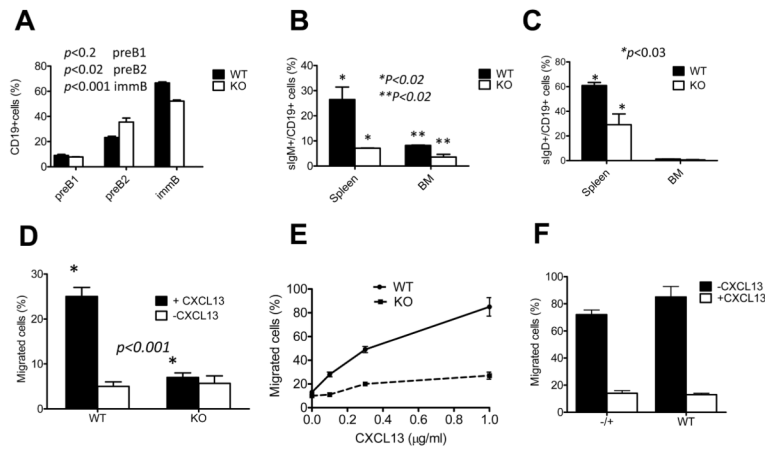 A
CD19+cells (%)
80
60
40
20
0
p<0.2 preB1
p<0.02 preB2
p<0.001 immB
WT
KO
preB1
preB2
immB
B
sIgM+/CD19+ cells (%)
40
30
20
10
0
*P<0.02
**P<0.02
WT
KO
*
*
**
**
Spleen
BM
C
sIgD+/CD19+ cells (%)
80
60
40
20
0
*p<0.03
WT
KO
*
*
Spleen
BM
D
Migrated cells (%)
30
20
10
0
*
+ CXCL13
-CXCL13
p<0.001
*
WT
KO
E
Migrated cells (%)
100
80
60
40
20
0
WT
KO
0.0
0.2
0.4
0.6
0.8
1.0
CXCL13 (μg/ml)
F
Migrated cells (%)
100
80
60
40
20
0
-CXCL13
+CXCL13
-/+
WT